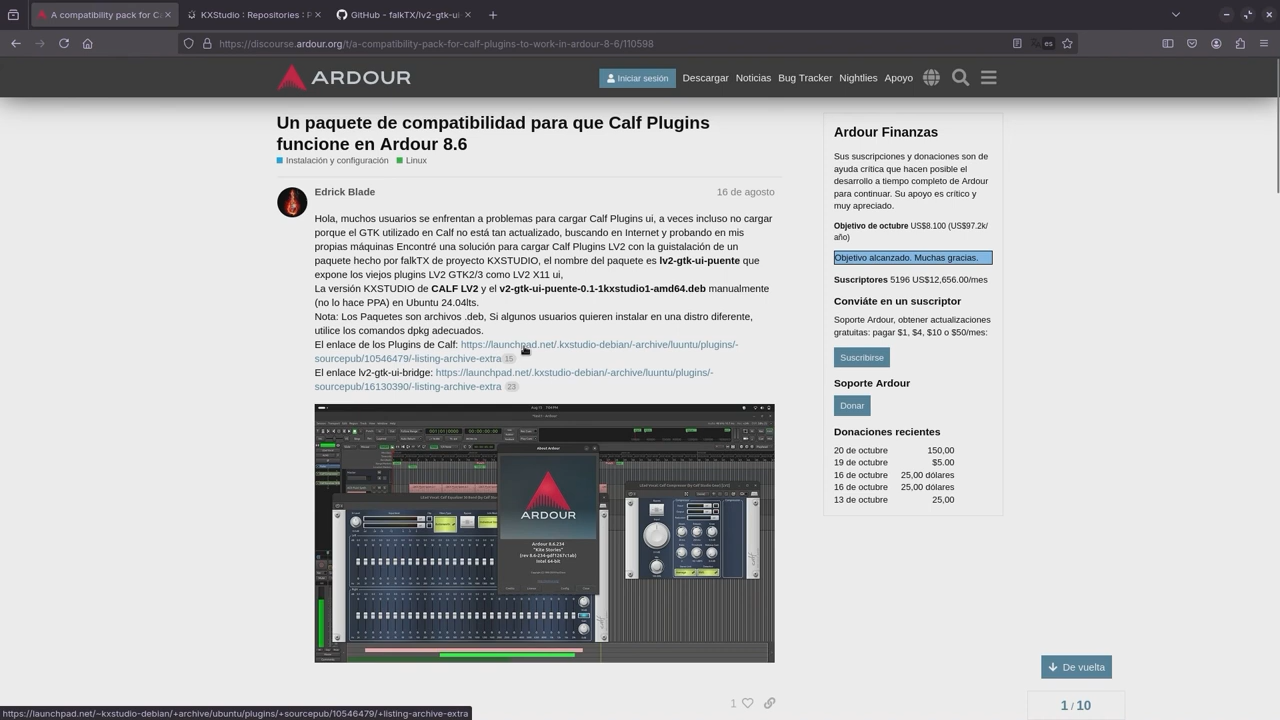 A compatibility pack for Ca
KXStudio : Repositories : P
GitHub - falkTX/lv2-gtk-ui
https://discourse.ardour.org/t/a-compatibility-pack-for-calf-plugins-to-work-in-ardour-8-6/110598
es
ARDOUR
Iniciar sesión Descargar Noticias Bug Tracker Nightlies Apoyo
Un paquete de compatibilidad para que Calf Plugins
funcione en Ardour 8.6
Instalación y configuración Linux
Edrick Blade 16 de agosto
Hola, muchos usuarios se enfrentan a problemas para cargar Calf Plugins ui, a veces incluso no cargar
porque el GTK utilizado en Calf no está tan actualizado, buscando en Internet y probando en mis
propias máquinas Encontré una solución para cargar Calf Plugins LV2 con la guistalación de un
paquete hecho por falkTX de proyecto KXSTUDIO, el nombre del paquete es lv2-gtk-ui-puente que
expone los viejos plugins LV2 GTK2/3 como LV2 X11 ui,
La versión KXSTUDIO de CALF LV2 y el v2-gtk-ui-puente-0.1-1kxstudio1-amd64.deb manualmente
(no lo hace PPA) en Ubuntu 24.04lts.
Nota: Los Paquetes son archivos .deb, Si algunos usuarios quieren instalar en una distro diferente,
utilice los comandos dpkg adecuados.
El enlace de los Plugins de Calf: https://launchpad.net/.kxstudio-debian/-archive/luuntu/plugins/-
sourcepub/10546479/-listing-archive-extra 15
El enlace lv2-gtk-ui-bridge: https://launchpad.net/.kxstudio-debian/-archive/luuntu/plugins/-
sourcepub/16130390/-listing-archive-extra 23
About Ardour
ARDOUR
Ardour 8.6.234
"Kite Stories"
Intel 64-bit
1
Ardour Finanzas
Sus suscripciones y donaciones son de
ayuda crítica que hacen posible el
desarrollo a tiempo completo de Ardour
para continuar. Su apoyo es crítico y
muy apreciado.
Objetivo de octubre US$8.100 (US$97.2k/
año)
Objetivo alcanzado. Muchas gracias.
Suscriptores 5196 US$12,656.00/mes
Conviáte en un suscriptor
Soporte Ardour, obtener actualizaciones
gratuitas: pagar $1, $4, $10 o $50/mes:
Suscribirse
Soporte Ardour
Donar
Donaciones recientes
20 de octubre 150,00
19 de octubre $5.00
16 de octubre 25,00 dólares
16 de octubre 25,00 dólares
13 de octubre 25,00
De vuelta
1 / 10
https://launchpad.net/~kxstudio-debian/+archive/ubuntu/plugins/+sourcepub/10546479/+listing-archive-extra